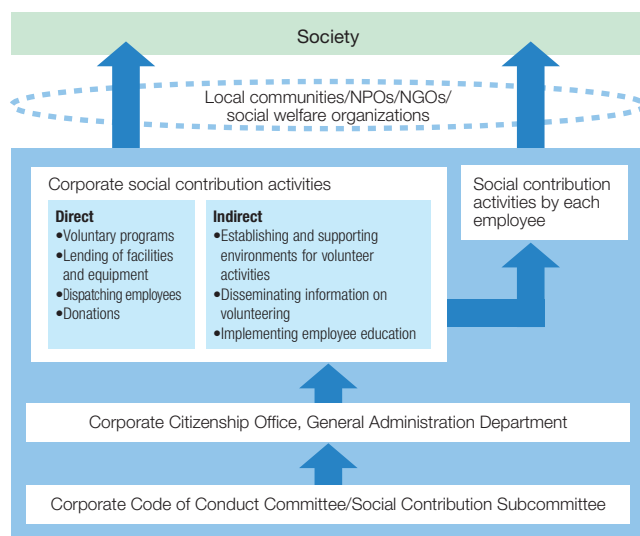 Society
Local communities/NPOs/NGOs/
social welfare organizations
Corporate social contribution activities
Direct
•Voluntary programs
•Lending of facilities
and equipment
•Dispatching employees
•Donations
Indirect
•Establishing and supporting
environments for volunteer
activities
•Disseminating information on
volunteering
•Implementing employee education
Social contribution
activities by each
employee
Corporate Citizenship Office, General Administration Department
Corporate Code of Conduct Committee/Social Contribution Subcommittee